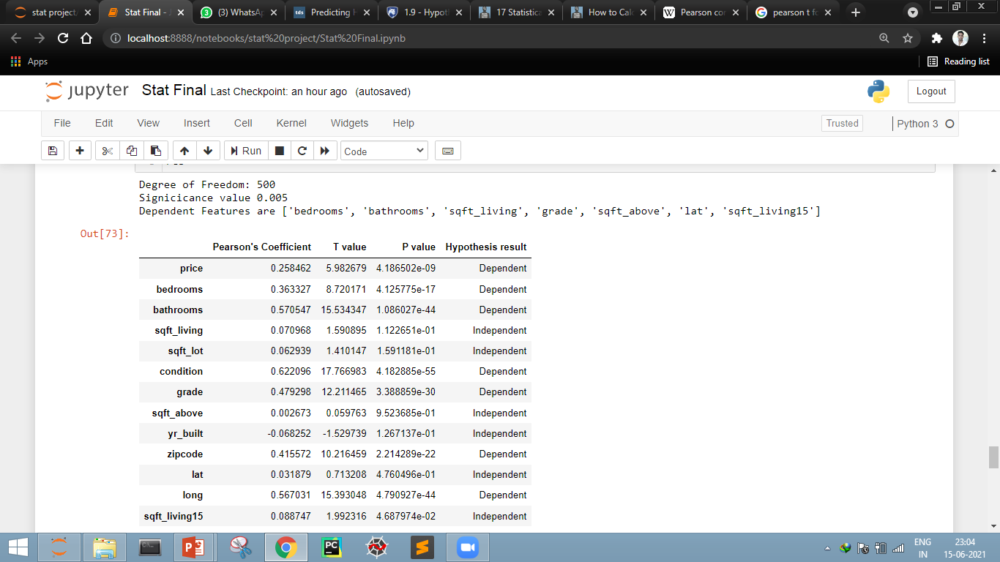 stat project
Stat Final - J
(3) WhatsAp
tds Predicting H
1.9 - Hypoth
17 Statistica
How to Calc
Pearson cor
pearson t fo
localhost:8888/notebooks/stat%20project/Stat%20Final.ipynb
Apps
Reading list
jupyter Stat Final Last Checkpoint: an hour ago (autosaved)
Logout
File Edit View Insert Cell Kernel Widgets Help
Trusted Python 3
Run Code
Degree of Freedom: 500
Signicicance value 0.005
Dependent Features are ['bedrooms', 'bathrooms', 'sqft_living', 'grade', 'sqft_above', 'lat', 'sqft_living15']
Out[73]:
Pearson's Coefficient T value P value Hypothesis result
price 0.258462 5.982679 4.186502e-09 Dependent
bedrooms 0.363327 8.720171 4.125775e-17 Dependent
bathrooms 0.570547 15.534347 1.086027e-44 Dependent
sqft_living 0.070968 1.590895 1.122651e-01 Independent
sqft_lot 0.062939 1.410147 1.591181e-01 Independent
condition 0.622096 17.766983 4.182885e-55 Dependent
grade 0.479298 12.211465 3.388859e-30 Dependent
sqft_above 0.002673 0.059763 9.523685e-01 Independent
yr_built -0.068252 -1.529739 1.267137e-01 Independent
zipcode 0.415572 10.216459 2.214289e-22 Dependent
lat 0.031879 0.713208 4.760496e-01 Independent
long 0.567031 15.393048 4.790927e-44 Dependent
sqft_living15 0.088747 1.992316 4.687974e-02 Independent
ENG 23:04
IN 15-06-2021